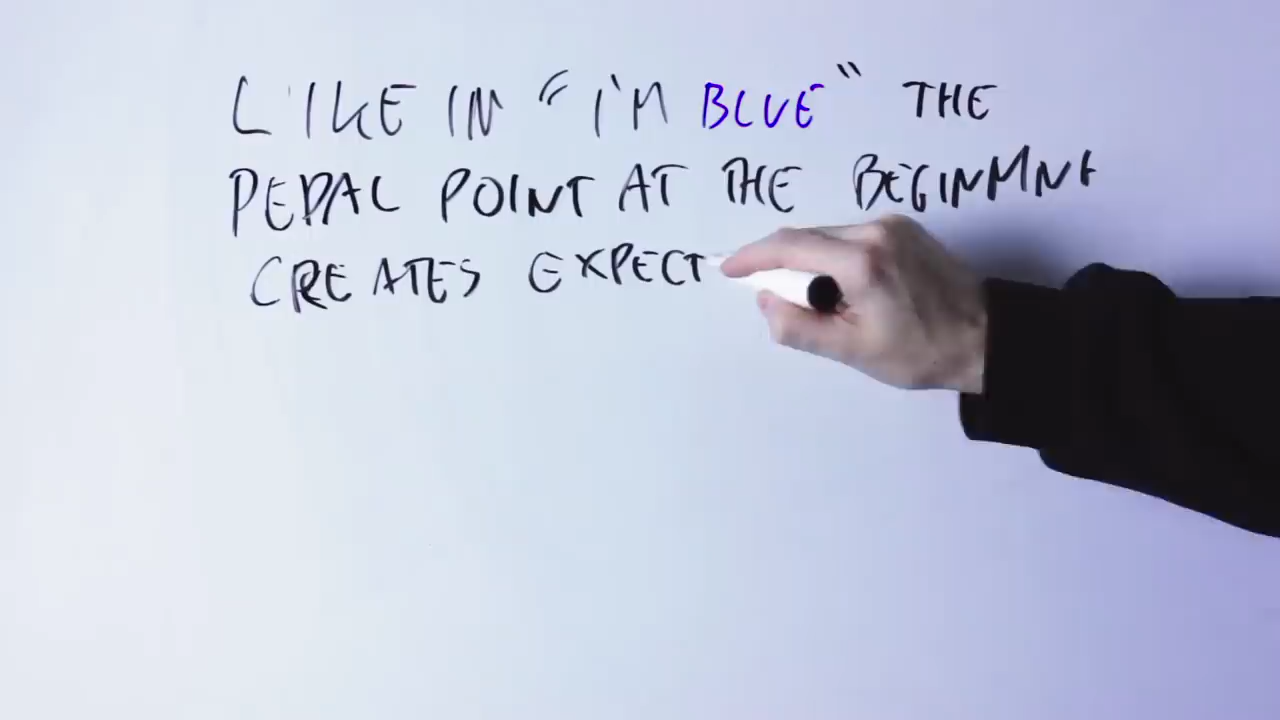 LIKE IN "I'M BLUE" THE
PEDAL POINT AT THE BEGINNING
CREATES EXPECT